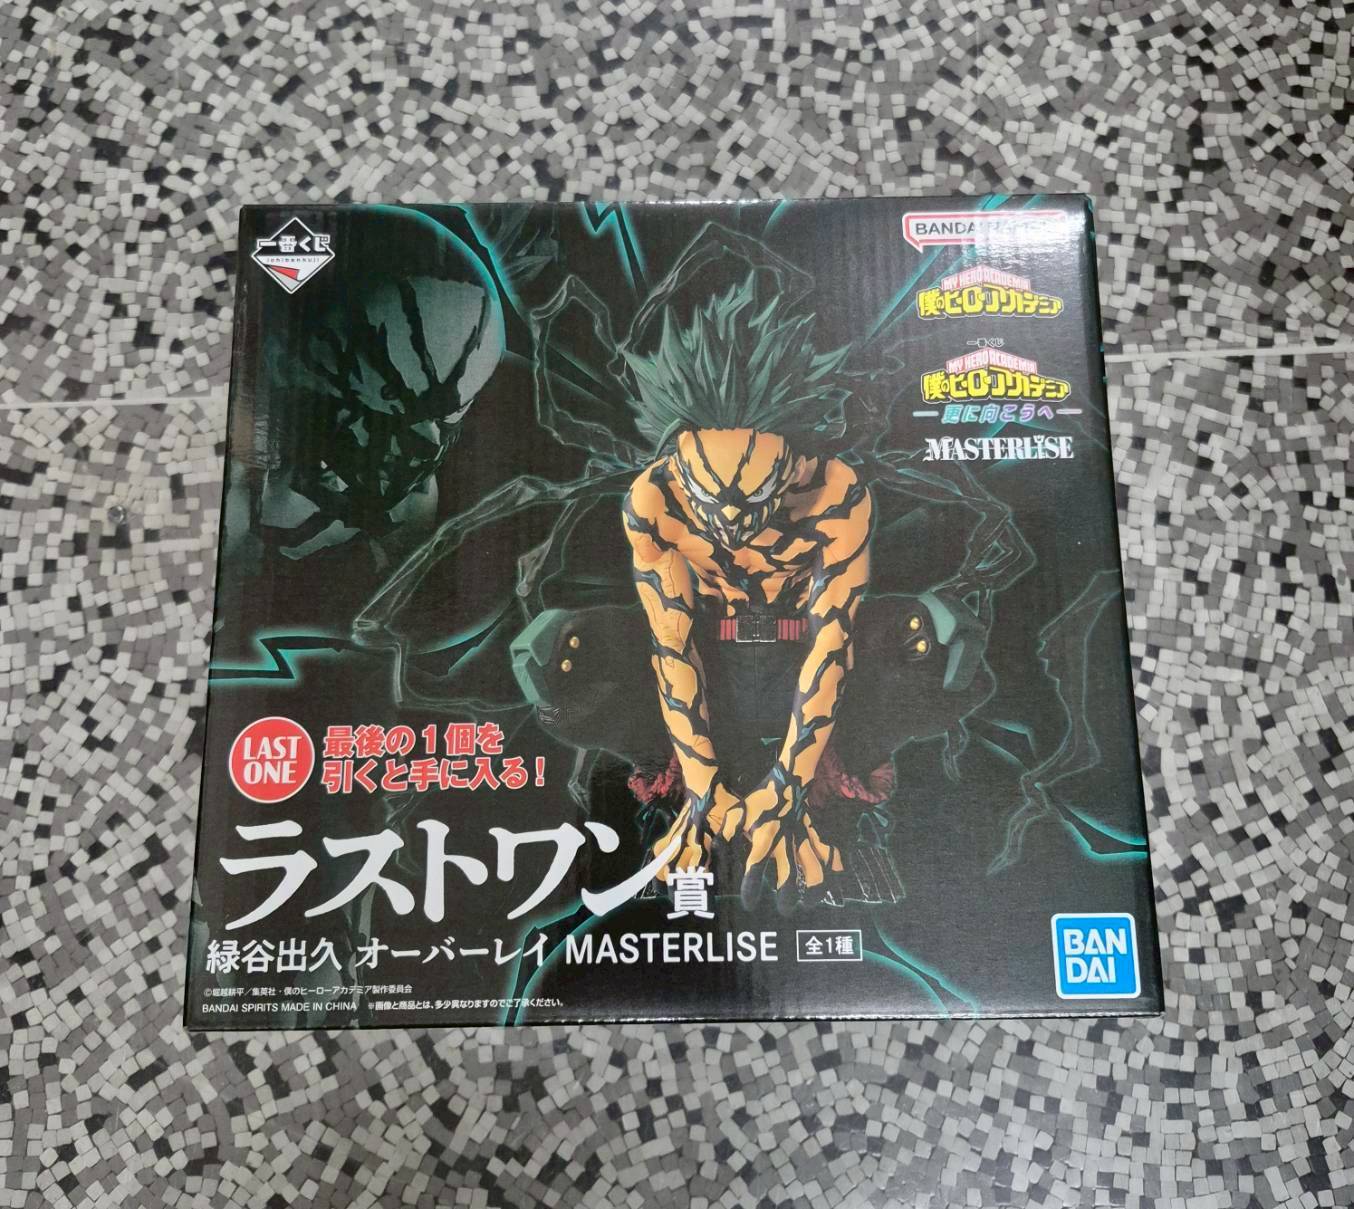 一番くじ
ichibankuji
BANDAI
MY HERO ACADEMIA
僕のヒーローアカデミア
一番くじ
MY HERO ACADEMIA
僕のヒーローアカデミア
更に向こうへ
MASTERLISE
LAST
ONE
最後の1個を
引くと手に入る!
ラストワン賞
緑谷出久 オーバーレイ MASTERLISE 全1種
©堀越耕平/集英社・僕のヒーローアカデミア製作委員会
BANDAI SPIRITS MADE IN CHINA ※画像と商品とは、多少異なりますのでご了承ください。
BAN
DAI